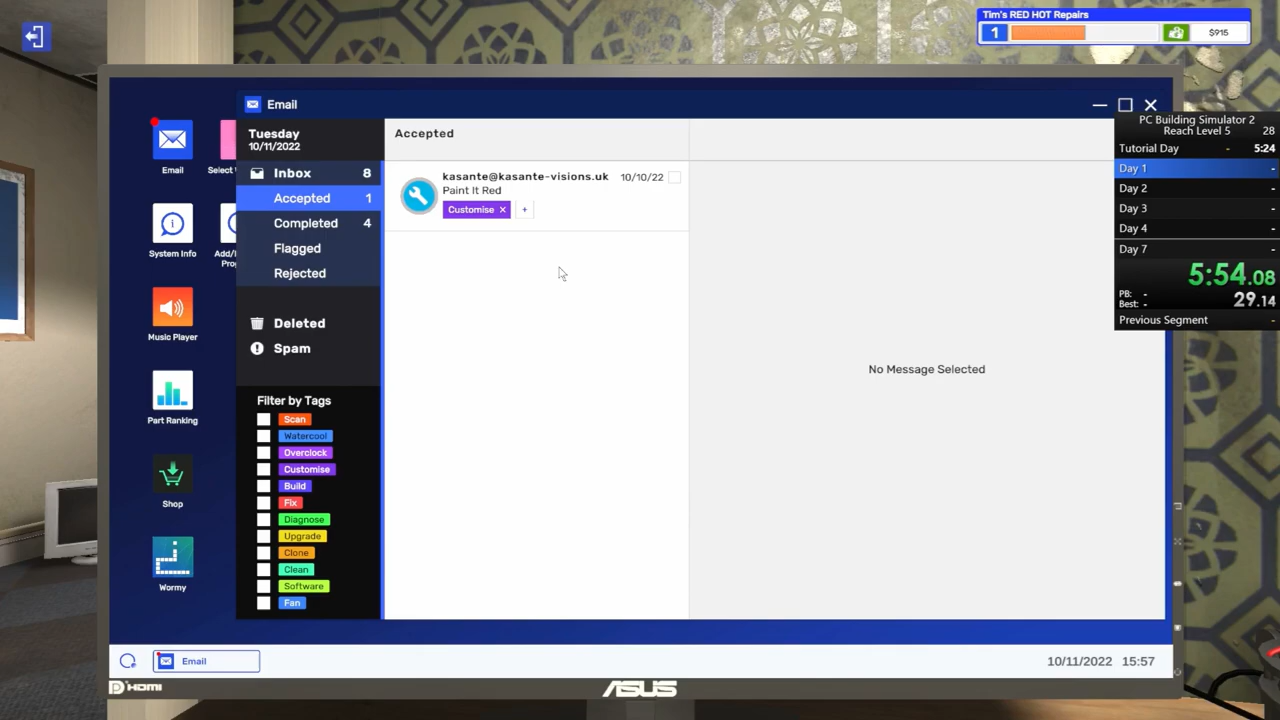 Tim's RED HOT Repairs
1
$915
Email
Tuesday
10/11/2022
Inbox 8
Accepted 1
Completed 4
Flagged
Rejected
Deleted
Spam
Filter by Tags
Scan
Watercool
Overclock
Customise
Build
Fix
Diagnose
Upgrade
Clone
Clean
Software
Fan
Accepted
kasante@kasante-visions.uk 10/10/22
Paint It Red
Customise × +
No Message Selected
Email
Select
System Info
Add/
Music Player
Part Ranking
Shop
Wormy
PC Building Simulator 2
Reach Level 5 28
Tutorial Day - 5:24
Day 1 -
Day 2 -
Day 3 -
Day 4 -
Day 7 -
5:54.08
PB: -
Best: - 29.14
Previous Segment -
Email
10/11/2022 15:57
HDMI
ASUS